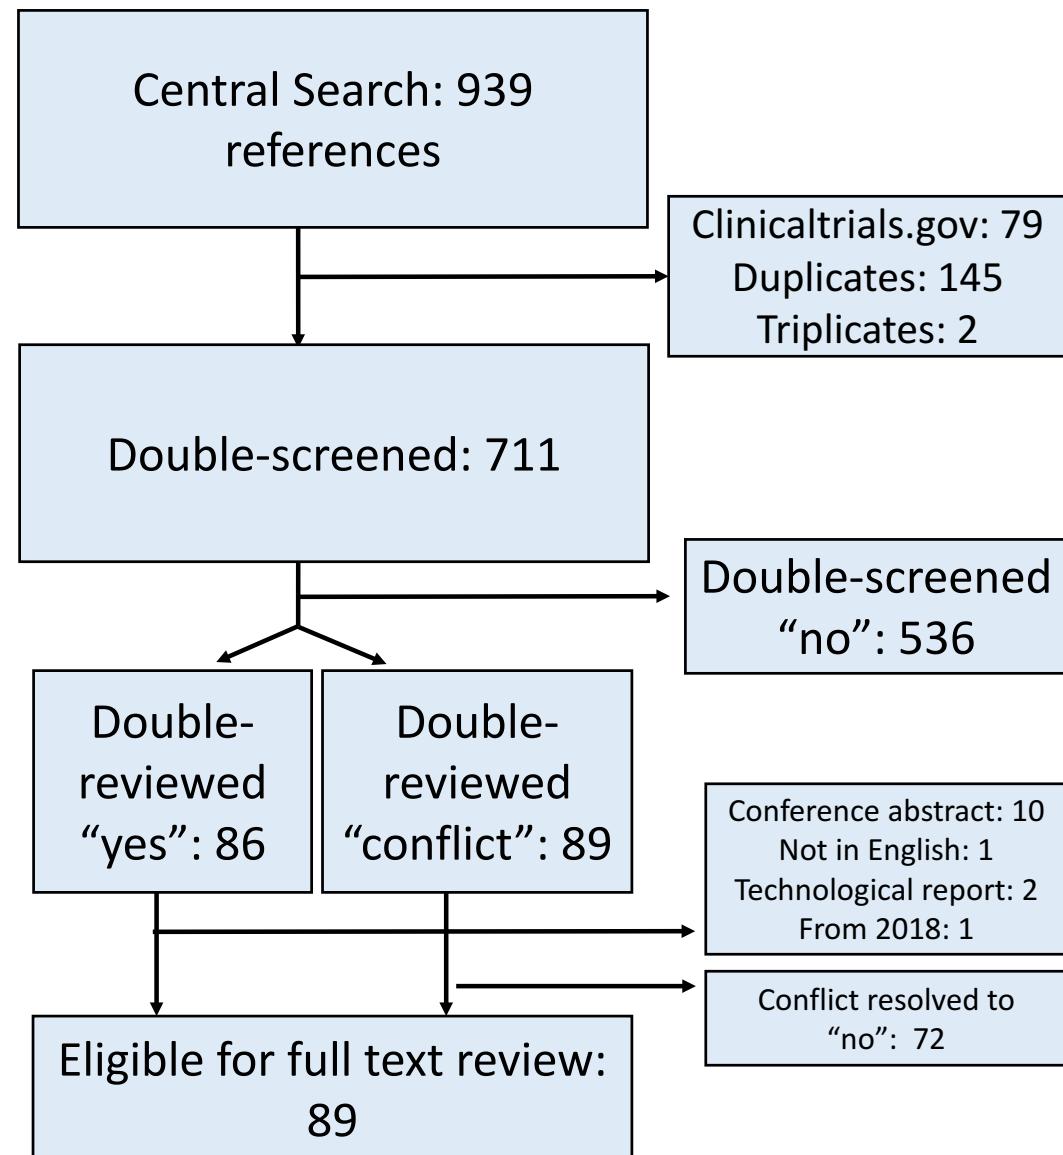 Central Search: 939
references
Clinicaltrials.gov: 79
Duplicates: 145
Triplicates: 2
Double-screened: 711
Double-screened
“no”: 536
Double-
reviewed
“yes”: 86
Double-
reviewed
“conflict”: 89
Conference abstract: 10
Not in English: 1
Technological report: 2
From 2018: 1
Conflict resolved to
“no”: 72
Eligible for full text review:
89